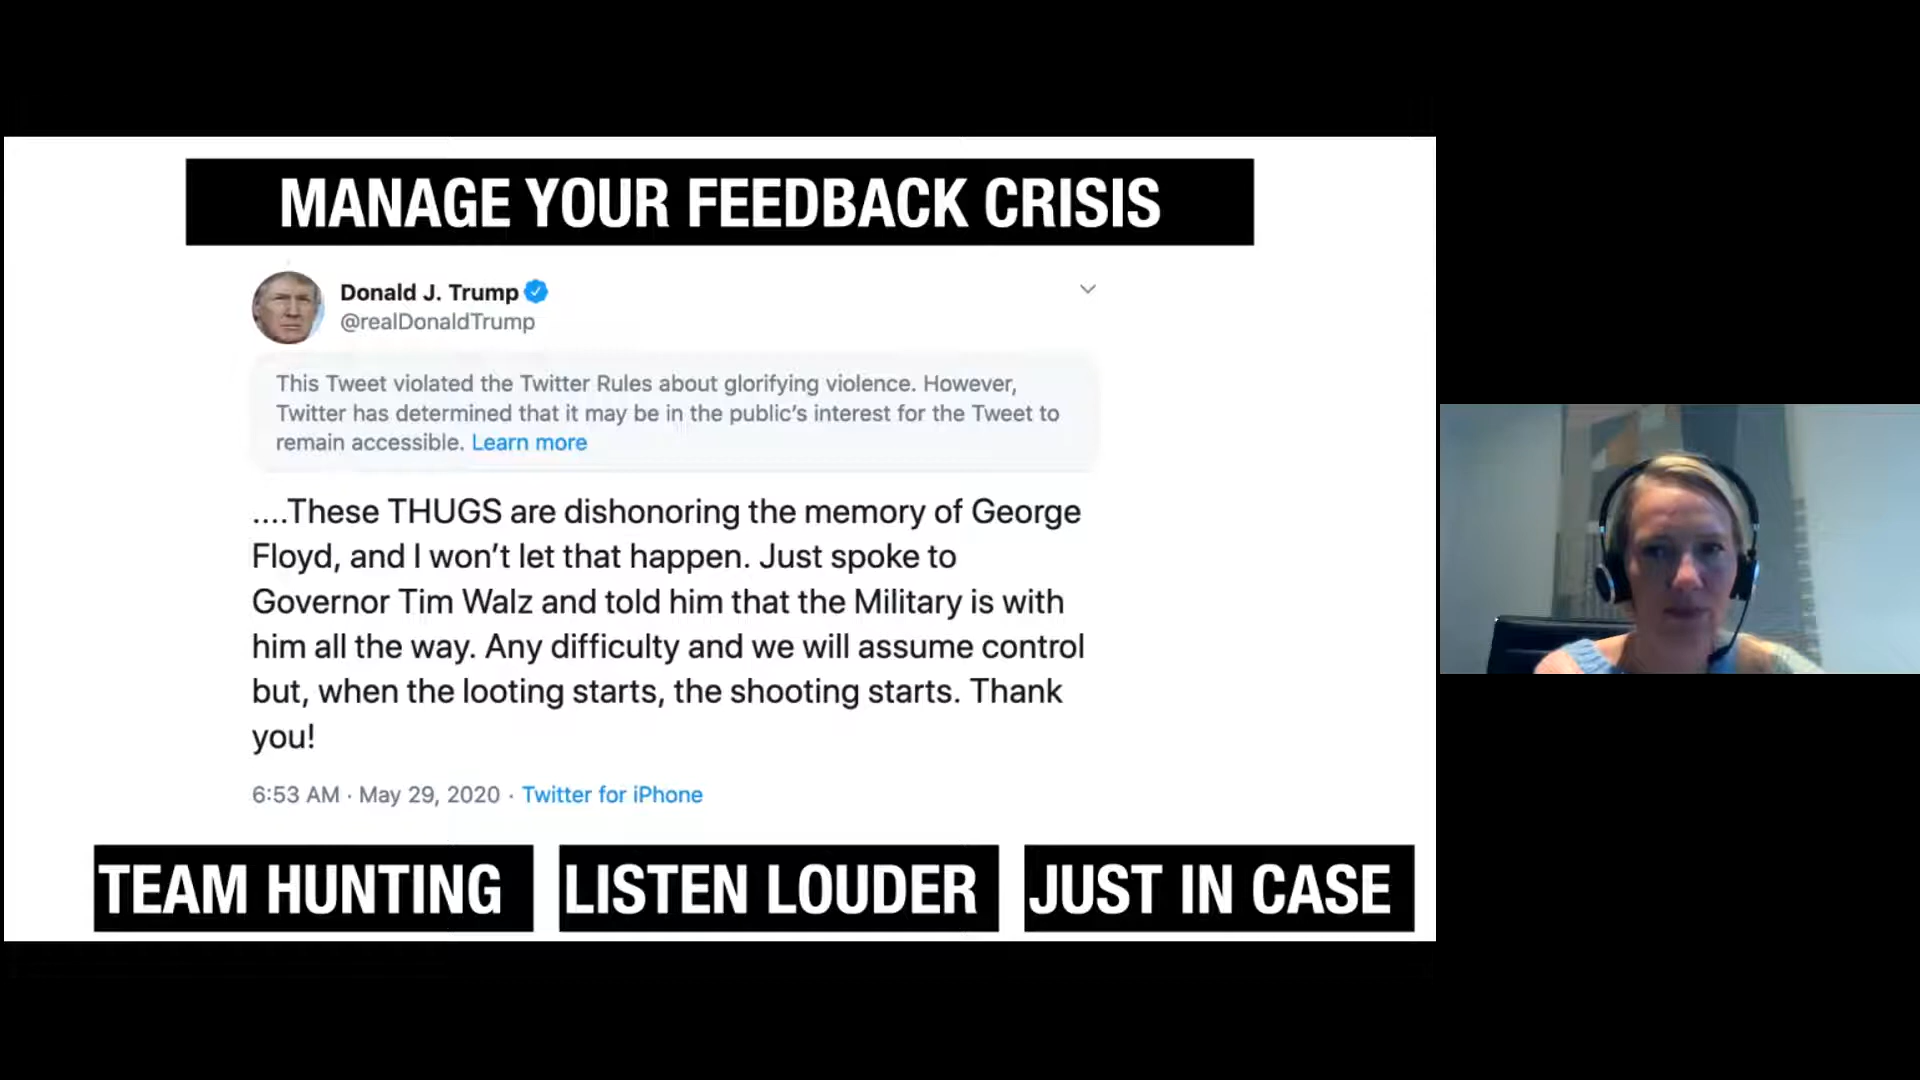 MANAGE YOUR FEEDBACK CRISIS
Donald J. Trump
@realDonaldTrump
This Tweet violated the Twitter Rules about glorifying violence. However,
Twitter has determined that it may be in the public’s interest for the Tweet to
remain accessible. Learn more
....These THUGS are dishonoring the memory of George
Floyd, and I won’t let that happen. Just spoke to
Governor Tim Walz and told him that the Military is with
him all the way. Any difficulty and we will assume control
but, when the looting starts, the shooting starts. Thank
you!
6:53 AM · May 29, 2020 · Twitter for iPhone
TEAM HUNTING
LISTEN LOUDER
JUST IN CASE